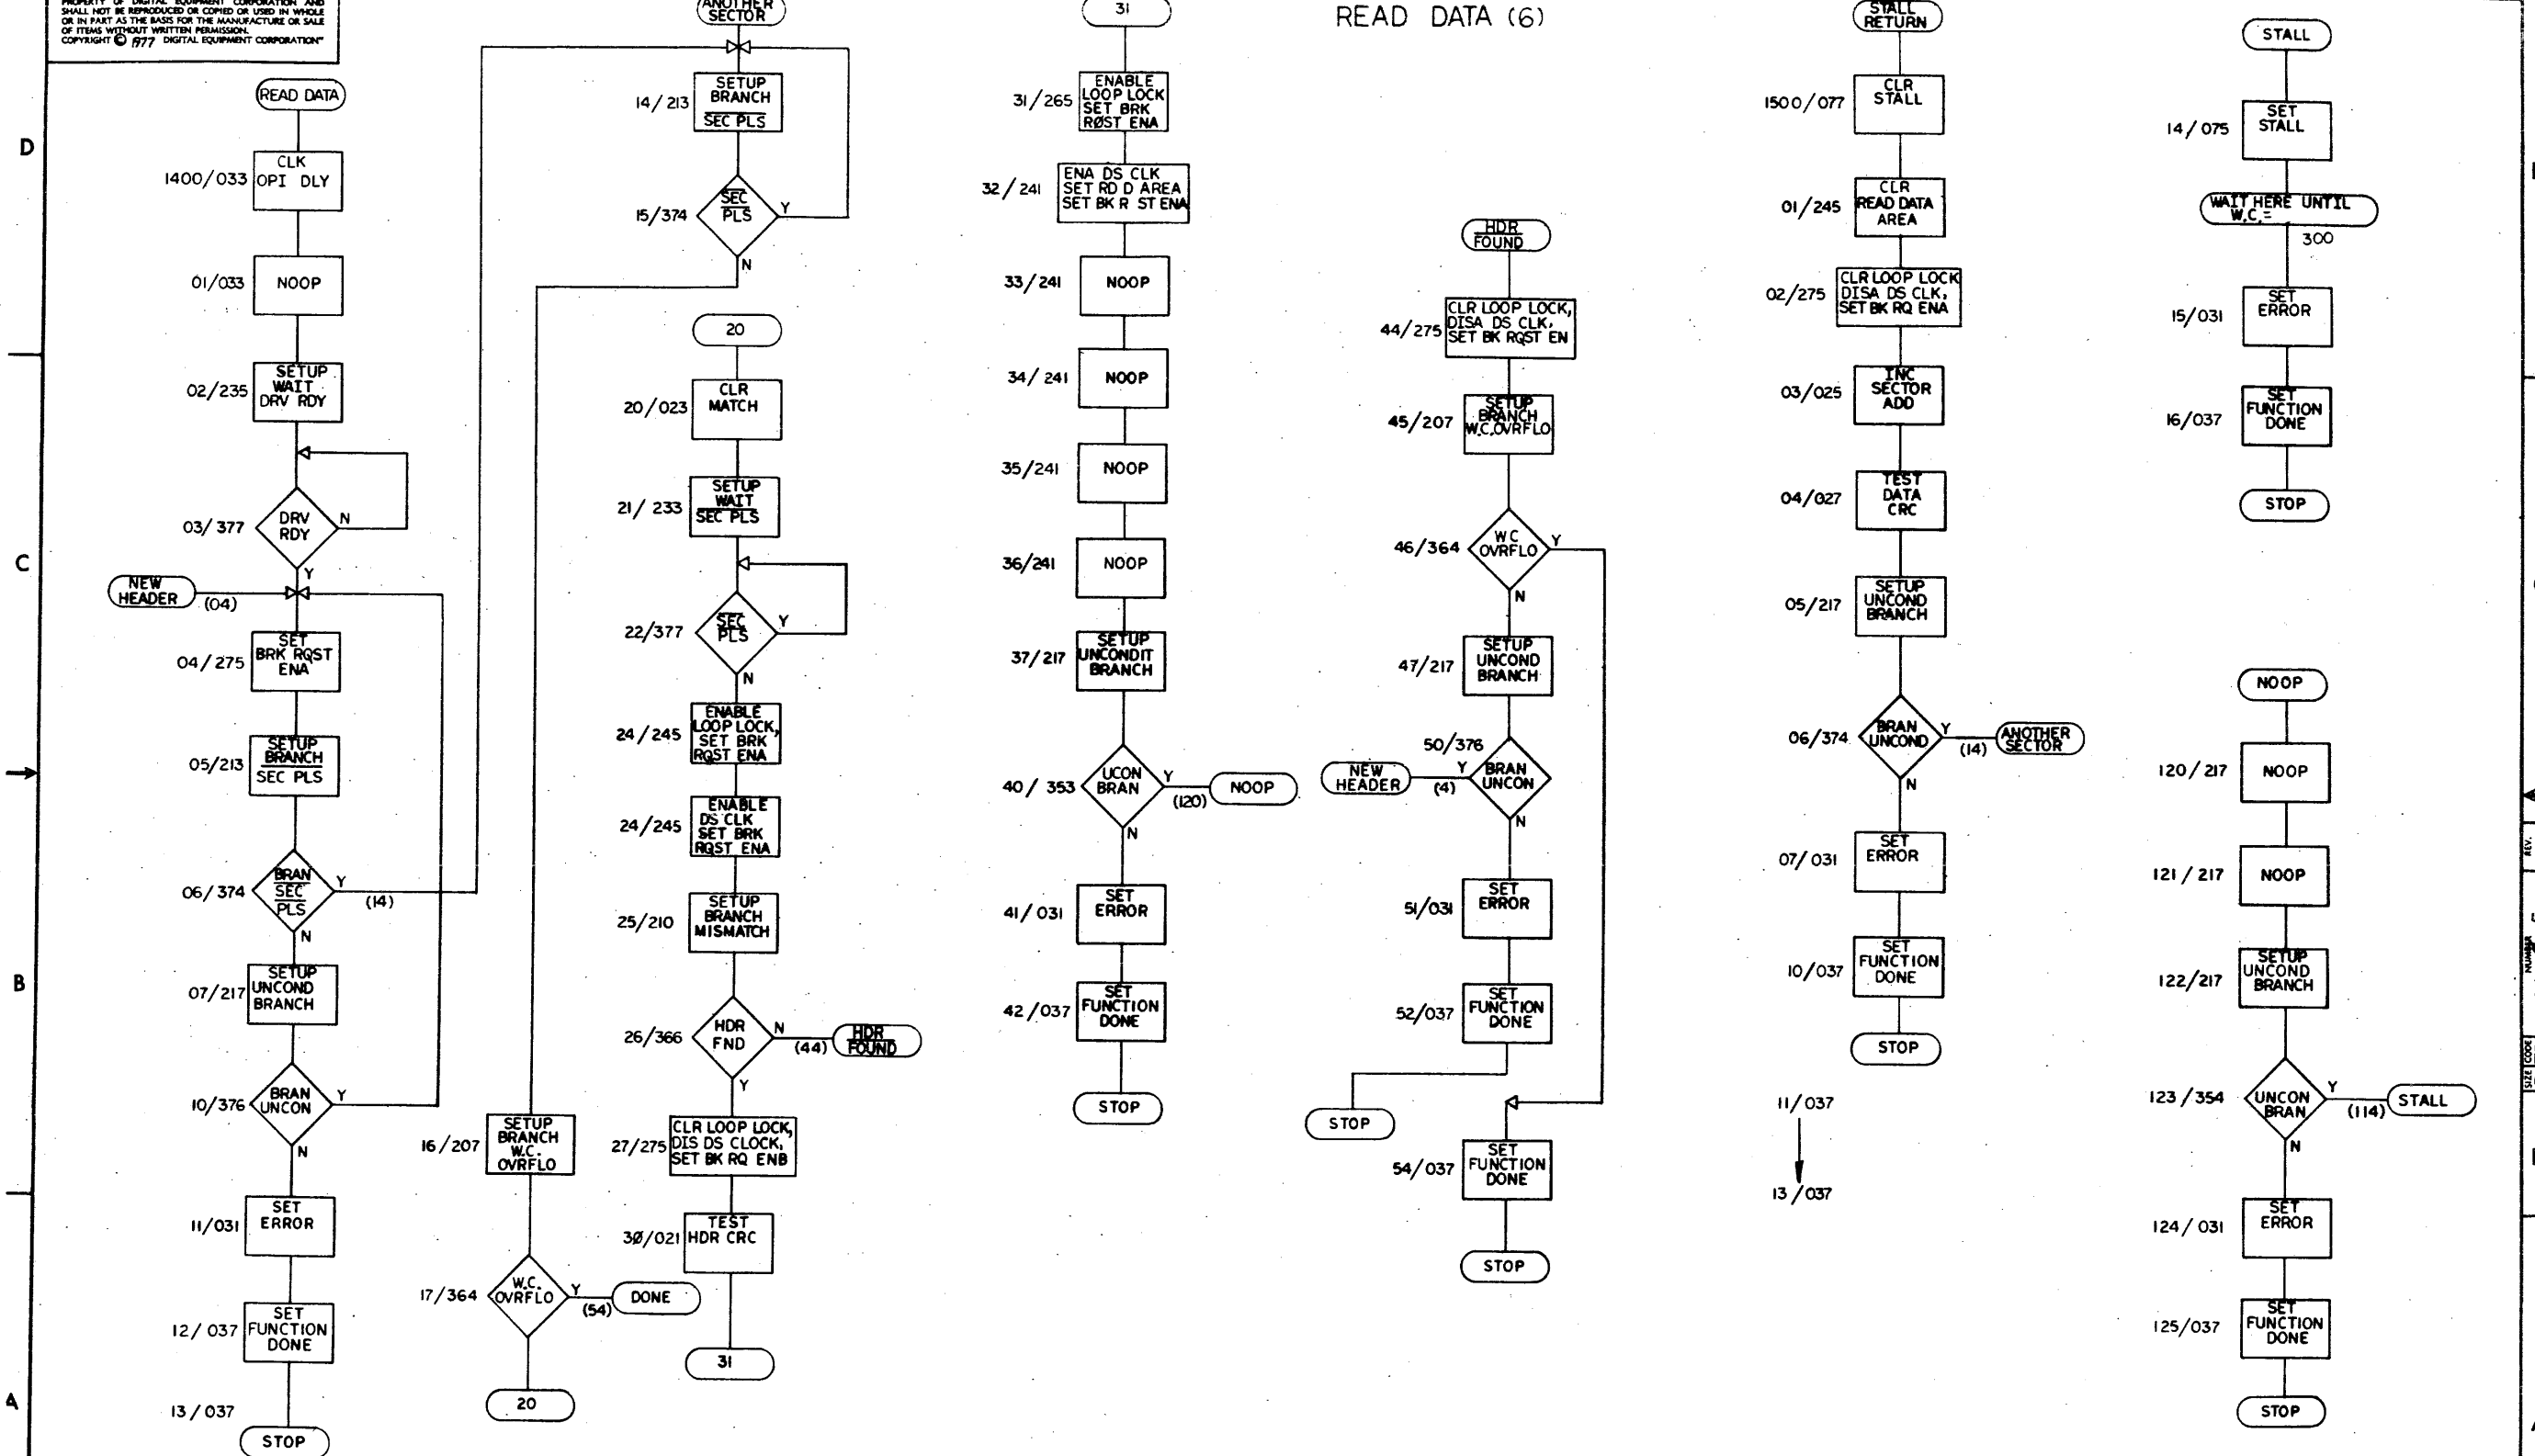 PROPERTY OF DIGITAL EQUIPMENT CORPORATION AND
SHALL NOT BE REPRODUCED OR COPIED OR USED IN WHOLE
OR IN PART AS THE BASIS FOR THE MANUFACTURE OR SALE
OF ITEMS WITHOUT WRITTEN PERMISSION.
COPYRIGHT © 1977 DIGITAL EQUIPMENT CORPORATION"
READ DATA (6)
D
C
B
A
READ DATA
1400/033
CLK
OPI DLY
01/033
NOOP
02/235
SETUP
WAIT
DRV RDY
03/377
DRV
RDY
N
Y
NEW
HEADER
(04)
04/275
SET
BRK RQST
ENA
05/213
SETUP
BRANCH
SEC PLS
06/374
BRAN
SEC
PLS
Y
(14)
N
07/217
SETUP
UNCOND
BRANCH
10/376
BRAN
UNCON
Y
N
11/031
SET
ERROR
12/037
SET
FUNCTION
DONE
13/037
STOP
ANOTHER
SECTOR
14/213
SETUP
BRANCH
SEC PLS
15/374
SEC
PLS
Y
N
16/207
SETUP
BRANCH
W.C.
OVRFLO
17/364
W.C.
OVRFLO
Y
(54)
DONE
20
20
20/023
CLR
MATCH
21/233
SETUP
WAIT
SEC PLS
22/377
SEC
PLS
Y
N
24/245
ENABLE
LOOP LOCK,
SET BRK
RQST ENA
24/245
ENABLE
DS CLK
SET BRK
RQST ENA
25/210
SETUP
BRANCH
MISMATCH
26/366
HDR
FND
N
(44)
HDR
FOUND
Y
27/275
CLR LOOP LOCK,
DIS DS CLOCK,
SET BK RQ ENB
30/021
TEST
HDR CRC
31
31
31/265
ENABLE
LOOP LOCK
SET BRK
RØST ENA
32/241
ENA DS CLK
SET RD D AREA
SET BK R ST ENA
33/241
NOOP
34/241
NOOP
35/241
NOOP
36/241
NOOP
37/217
SETUP
UNCONDIT
BRANCH
40/353
UCON
BRAN
Y
(120)
NOOP
N
41/031
SET
ERROR
42/037
SET
FUNCTION
DONE
STOP
HDR
FOUND
44/275
CLR LOOP LOCK,
DISA DS CLK,
SET BK RQST EN
45/207
SETUP
BRANCH
W.C.OVRFLO
46/364
WC
OVRFLO
Y
N
47/217
SETUP
UNCOND
BRANCH
50/376
BRAN
UNCON
Y
(4)
NEW
HEADER
N
51/031
SET
ERROR
52/037
SET
FUNCTION
DONE
STOP
54/037
SET
FUNCTION
DONE
STOP
STALL
RETURN
1500/077
CLR
STALL
01/245
CLR
READ DATA
AREA
02/275
CLR LOOP LOCK
DISA DS CLK,
SET BK RQ ENA
03/025
INC
SECTOR
ADD
04/027
TEST
DATA
CRC
05/217
SETUP
UNCOND
BRANCH
06/374
BRAN
UNCOND
Y
(14)
ANOTHER
SECTOR
N
07/031
SET
ERROR
10/037
SET
FUNCTION
DONE
STOP
11/037
13/037
STALL
14/075
SET
STALL
WAIT HERE UNTIL
W.C.=
300
15/031
SET
ERROR
16/037
SET
FUNCTION
DONE
STOP
NOOP
120/217
NOOP
121/217
NOOP
122/217
SETUP
UNCOND
BRANCH
123/354
UNCON
BRAN
Y
(114)
STALL
N
124/031
SET
ERROR
125/037
SET
FUNCTION
DONE
STOP
REV.
NUMBER
SIZE CODE